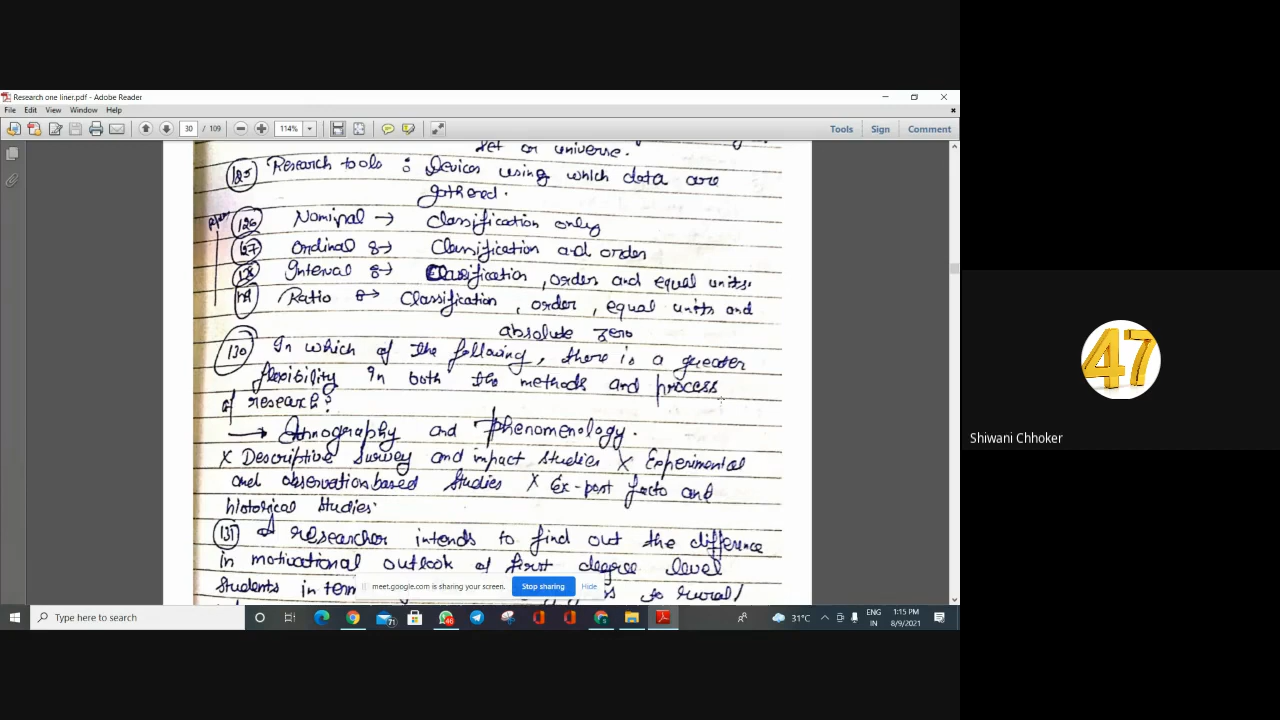 Research one liner.pdf - Adobe Reader
File Edit View Window Help
30 / 109 114% Tools Sign Comment
set or universe.
125 Research tools : Devices using which data are
gathered.
126 Nominal → Classification only
127 Ordinal :→ Classification and order
128 Interval :→ Classification, order and equal units.
129 Ratio :→ Classification, order, equal units and
absolute zero
130 In which of the following, there is a greater
flexibility in both the methods and process
of research?
→ Ethnography and Phenomenology.
X Descriptive survey and impact studies X Experimental
and observation based studies X Ex-post facto and
historical studies.
131 A researcher intends to find out the difference
in motivational outlook of first degree level
students in term to rural/
meet.google.com is sharing your screen. Stop sharing Hide
Shiwani Chhoker
47
Type here to search
71
46
31°C
ENG
IN
1:15 PM
8/9/2021